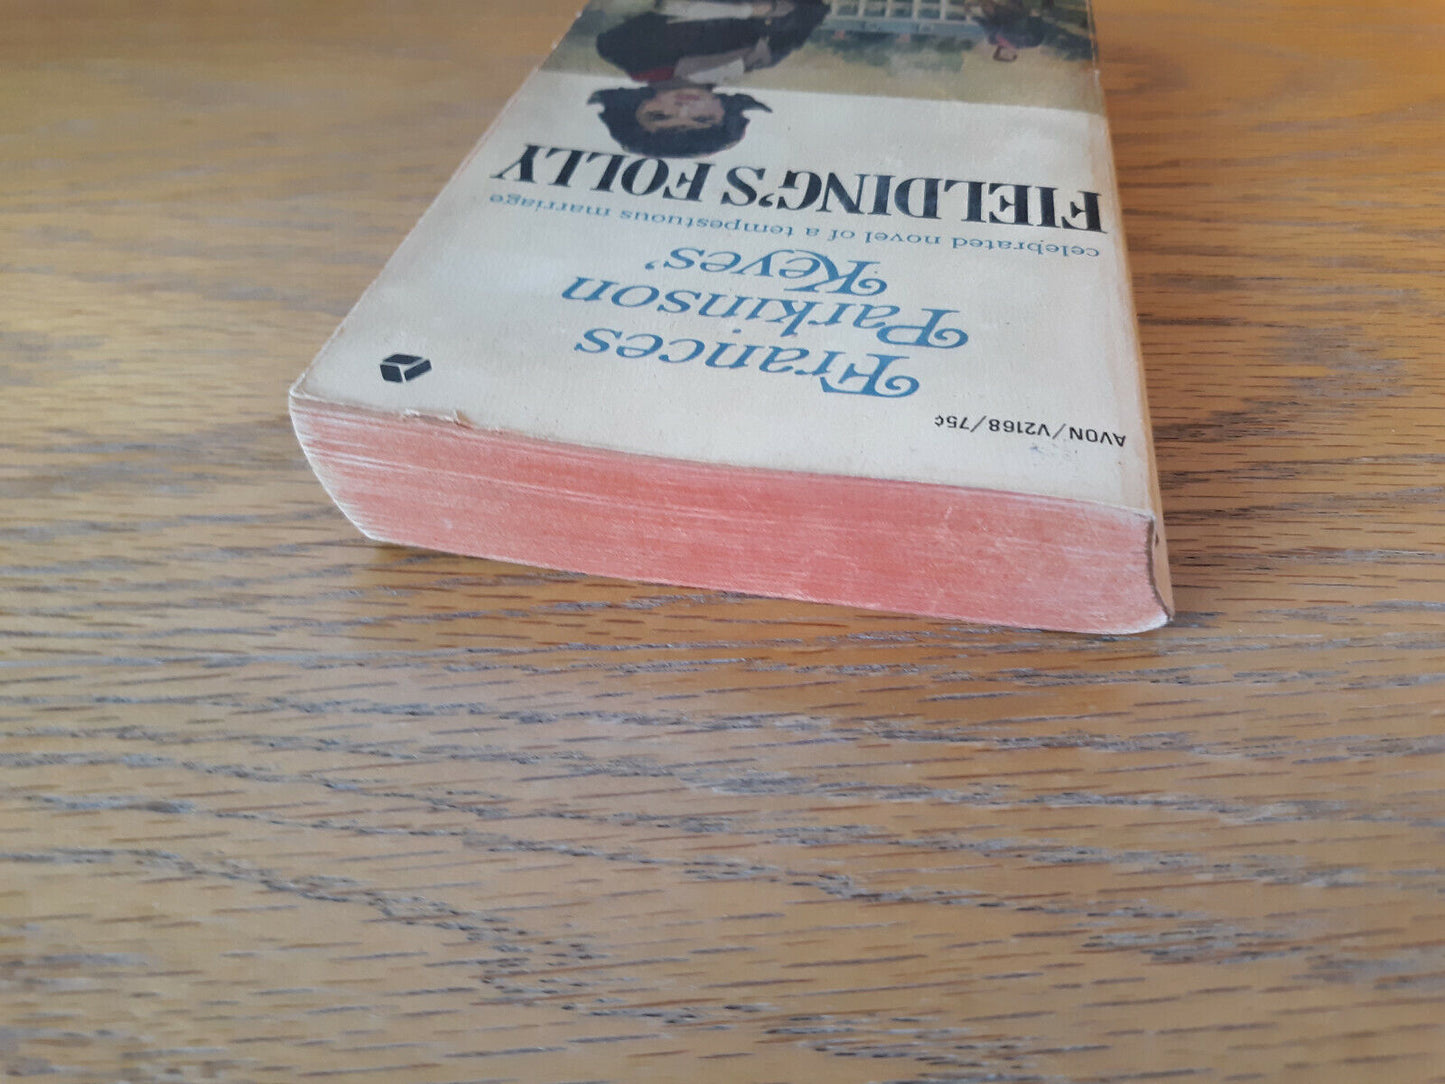 AVON/V2168/75¢
Frances
Parkinson
Keyes'
celebrated novel of a tempestuous marriage
FIELDING'S FOLLY